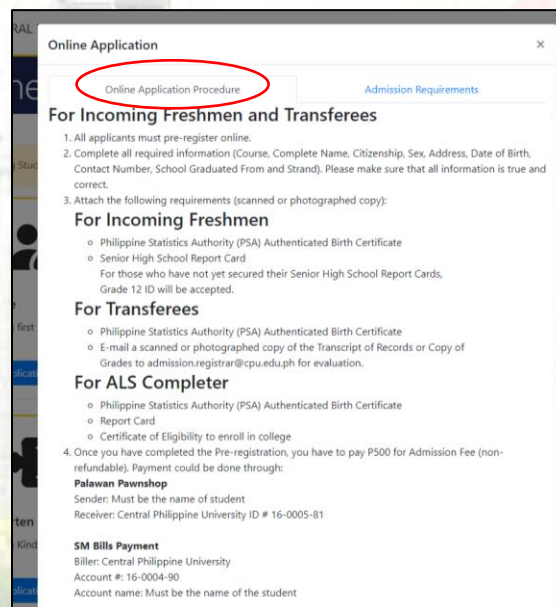 RAL
Online Application
×
ne
Online Application Procedure
Admission Requirements
For Incoming Freshmen and Transferees
1. All applicants must pre-register online.
2. Complete all required information (Course, Complete Name, Citizenship, Sex, Address, Date of Birth,
Contact Number, School Graduated From and Strand). Please make sure that all information is true and
correct.
3. Attach the following requirements (scanned or photographed copy):
For Incoming Freshmen
Philippine Statistics Authority (PSA) Authenticated Birth Certificate
Senior High School Report Card
For those who have not yet secured their Senior High School Report Cards,
Grade 12 ID will be accepted.
For Transferees
Philippine Statistics Authority (PSA) Authenticated Birth Certificate
E-mail a scanned or photographed copy of the Transcript of Records or Copy of
Grades to admission.registrar@cpu.edu.ph for evaluation.
For ALS Completer
Philippine Statistics Authority (PSA) Authenticated Birth Certificate
Report Card
Certificate of Eligibility to enroll in college
4. Once you have completed the Pre-registration, you have to pay P500 for Admission Fee (non-
refundable). Payment could be done through:
Palawan Pawnshop
Sender: Must be the name of student
Receiver: Central Philippine University ID # 16-0005-81
SM Bills Payment
Biller: Central Philippine University
Account #: 16-0004-90
Account name: Must be the name of the student
g Stud
first
plicati
ten
Kind
plicati